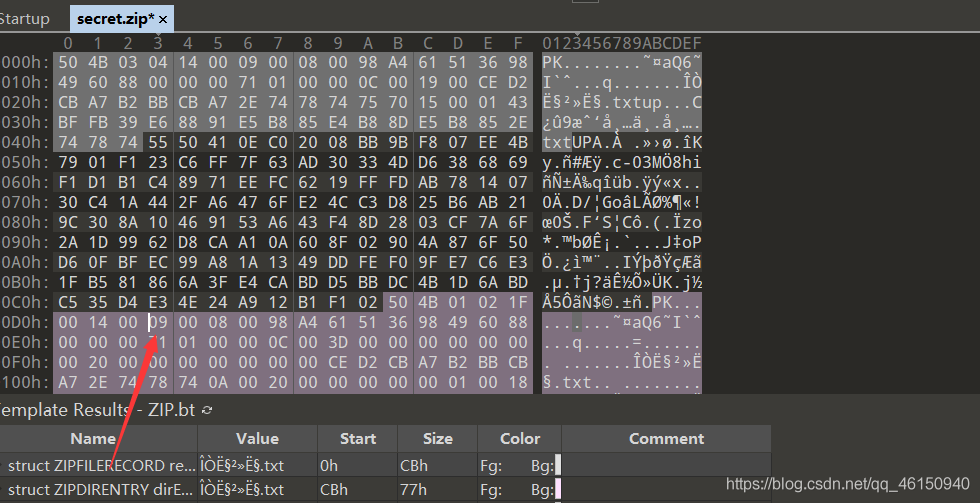 Startup secret.zip* ×
0 1 2 3 4 5 6 7 8 9 A B C D E F 0123456789ABCDEF
000h: 50 4B 03 04 14 00 09 00 08 00 98 A4 61 51 36 98 PK........˜¤aQ6˜
010h: 49 60 88 00 00 00 71 01 00 00 0C 00 19 00 CE D2 I`ˆ...q.......ÎÒ
020h: CB A7 B2 BB CB A7 2E 74 78 74 75 70 15 00 01 43 Ë§²»Ë§.txtup...C
030h: BF FB 39 E6 88 91 E5 B8 85 E4 B8 8D E5 B8 85 2E ¿û9æˆ‘å¸…ä¸.å¸….
040h: 74 78 74 55 50 41 0E C0 20 08 BB 9B F8 07 EE 4B txtUPA.À .»›ø.îK
050h: 79 01 F1 23 C6 FF 7F 63 AD 30 33 4D D6 38 68 69 y.ñ#Æÿ.c-03MÖ8hi
060h: F1 D1 B1 C4 89 71 EE FC 62 19 FF FD AB 78 14 07 ñÑ±Ä‰qîüb.ÿý«x..
070h: 30 C4 1A 44 2F A6 47 6F E2 4C C3 D8 25 B6 AB 21 0Ä.D/¦GoâLÃØ%¶«!
080h: 9C 30 8A 10 46 91 53 A6 43 F4 8D 28 03 CF 7A 6F œ0Š.F‘S¦Cô.(.Ïzo
090h: 2A 1D 99 62 D8 CA A1 0A 60 8F 02 90 4A 87 6F 50 *.™bØÊ¡.`...J‡oP
0A0h: D6 0F BF EC 99 A8 1A 13 49 DD FE F0 9F E7 C6 E3 Ö.¿ì™¨..IÝþðŸçÆã
0B0h: 1F B5 81 86 6A 3F E4 CA BD D5 BB DC 4B 1D 6A BD .µ.†j?äÊ½Õ»ÜK.j½
0C0h: C5 35 D4 E3 4E 24 A9 12 B1 F1 02 50 4B 01 02 1F Å5ÔãN$©.±ñ.PK...
0D0h: 00 14 00 09 00 08 00 98 A4 61 51 36 98 49 60 88 .......˜¤aQ6˜I`ˆ
0E0h: 00 00 00 71 01 00 00 0C 00 3D 00 00 00 00 00 00 ...q.....=......
0F0h: 00 20 00 00 00 00 00 00 00 CE D2 CB A7 B2 BB CB . .......ÎÒË§²»Ë
100h: A7 2E 74 78 74 0A 00 20 00 00 00 00 00 01 00 18 §.txt.. ........
emplate Results - ZIP.bt
Name Value Start Size Color Comment
struct ZIPFILERECORD re... ÎÒË§²»Ë§.txt 0h CBh Fg: Bg:
struct ZIPDIRENTRY dirE... ÎÒË§²»Ë§.txt CBh 77h Fg: Bg:
https://blog.csdn.net/qq_46150940